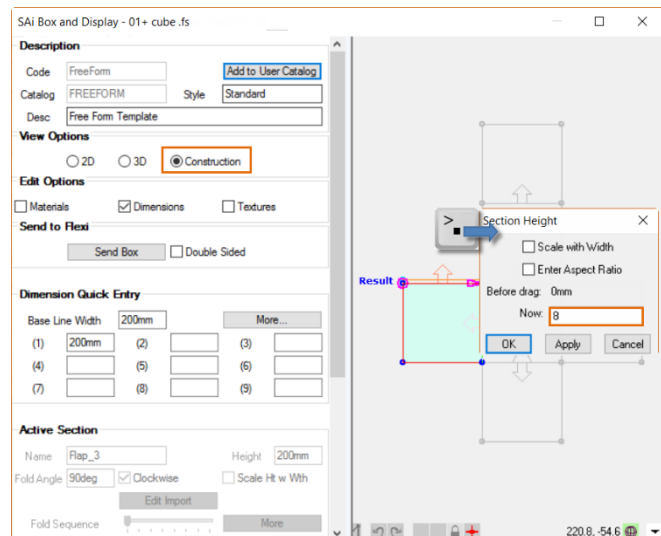 SAi Box and Display - 01+ cube .fs
Description
Code FreeForm Add to User Catalog
Catalog FREEFORM Style Standard
Desc Free Form Template
View Options
2D 3D Construction
Edit Options
Materials Dimensions Textures
Send to Flexi
Send Box Double Sided
Dimension Quick Entry
Base Line Width 200mm More...
(1) 200mm (2) (3)
(4) (5) (6)
(7) (8) (9)
Active Section
Name Flap_3 Height 200mm
Fold Angle 90deg Clockwise Scale Ht w Wth
Edit Import
Fold Sequence More
>.
Section Height
Scale with Width
Enter Aspect Ratio
Before drag: 0mm
Now: 8
OK Apply Cancel
Result
220.8, -54.6